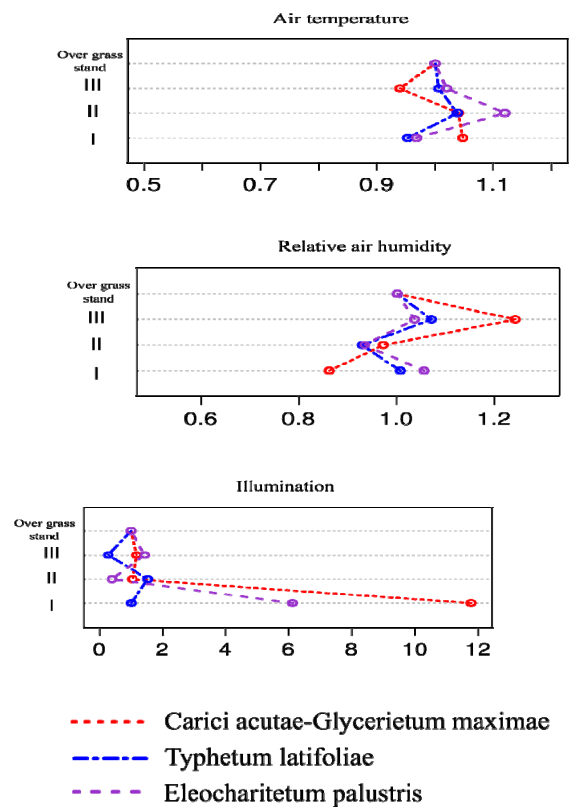 Air temperature
Over grass
stand
III
II
I
0.5 0.7 0.9 1.1
Relative air humidity
Over grass
stand
III
II
I
0.6 0.8 1.0 1.2
Illumination
Over grass
stand
III
II
I
0 2 4 6 8 10 12
Carici acutae-Glycerietum maximae
Typhetum latifoliae
Eleocharitetum palustris